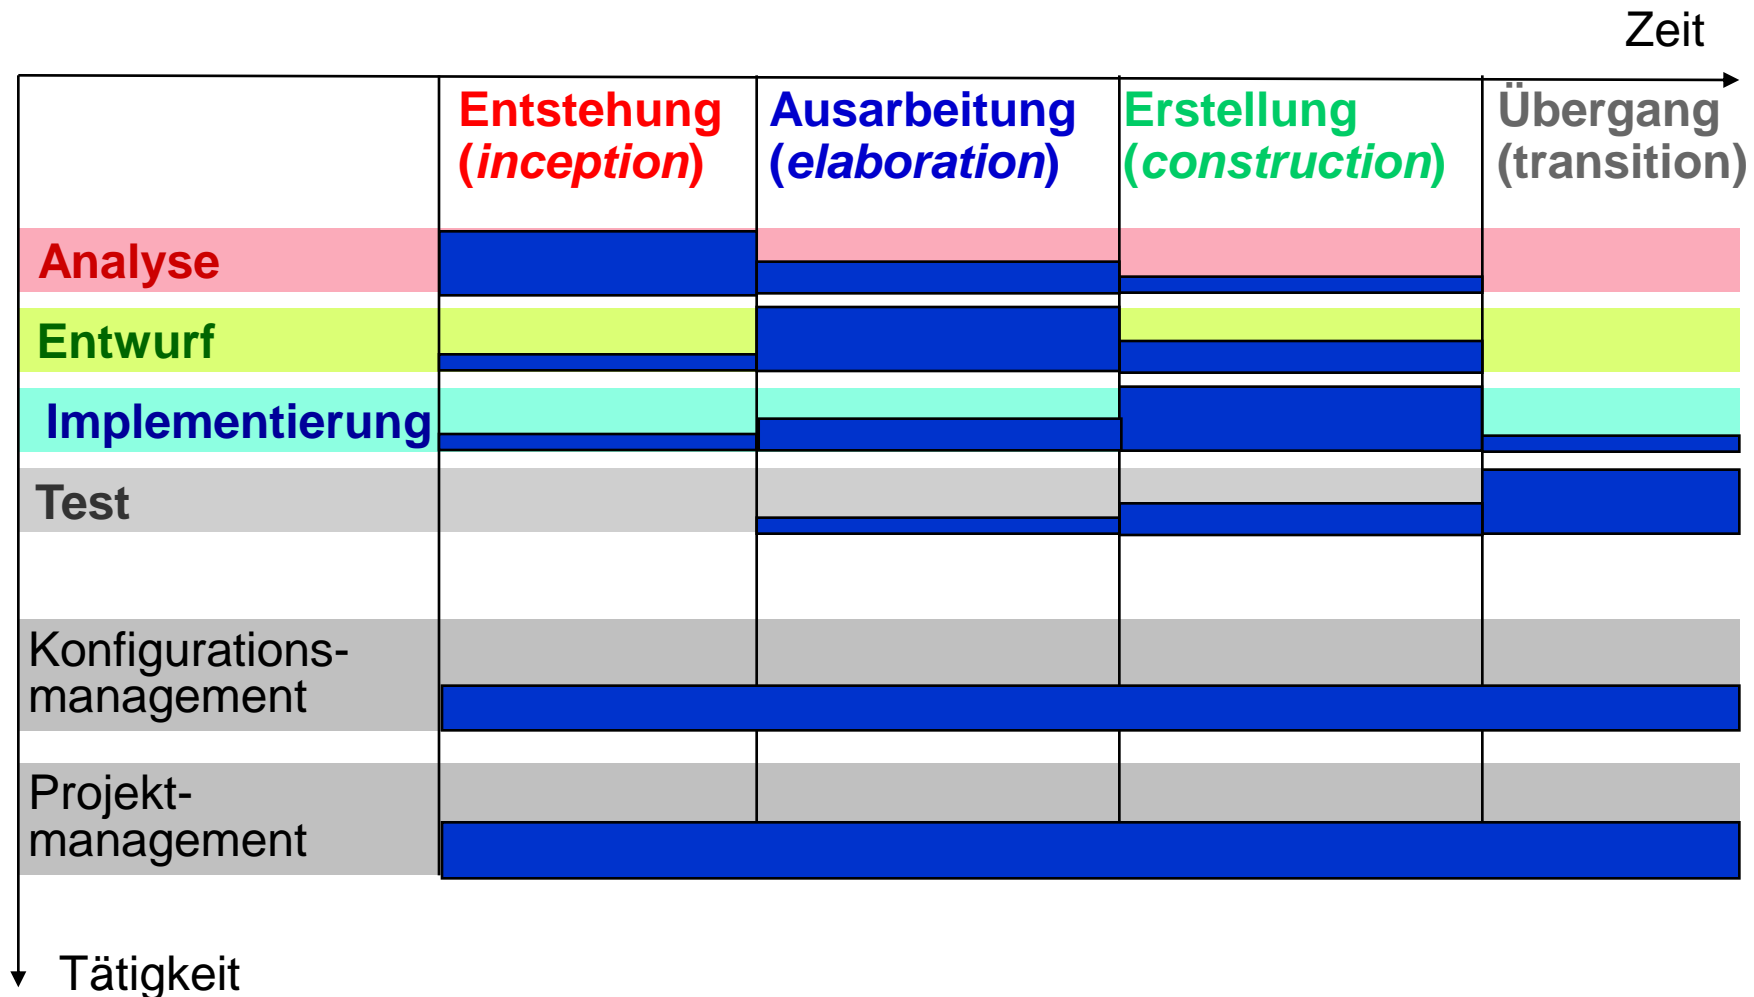 Zeit
Entstehung
(inception)
Ausarbeitung
(elaboration)
Erstellung
(construction)
Übergang
(transition)
Analyse
Entwurf
Implementierung
Test
Konfigurations-
management
Projekt-
management
Tätigkeit